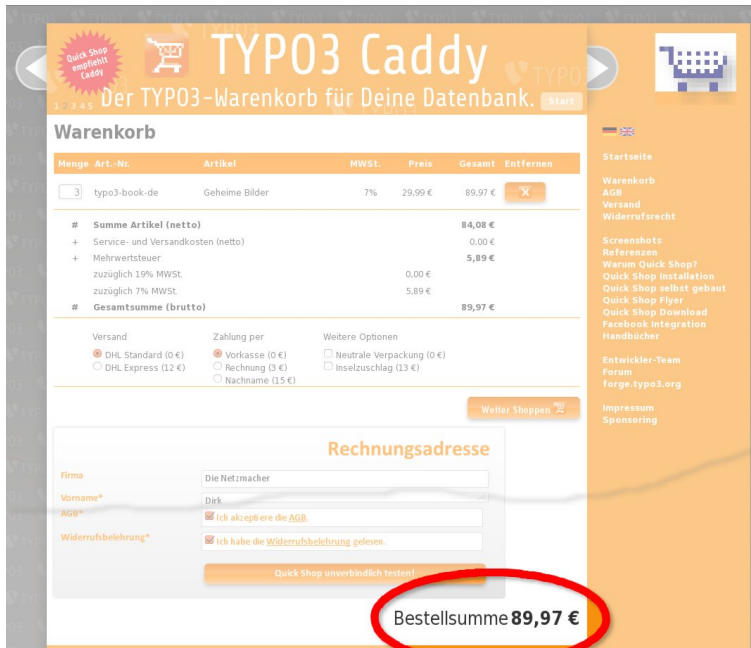 Quick Shop
empfiehlt
Caddy
TYPO3 Caddy
1 2 3 4 5
Der TYPO3-Warenkorb für Deine Datenbank.
Start
Warenkorb
Menge Art.-Nr. Artikel MWSt. Preis Gesamt Entfernen
3 typo3-book-de Geheime Bilder 7% 29,99 € 89,97 €
# Summe Artikel (netto) 84,08 €
+ Service- und Versandkosten (netto) 0,00 €
+ Mehrwertsteuer 5,89 €
zuzüglich 19% MWSt. 0,00 €
zuzüglich 7% MWSt. 5,89 €
# Gesamtsumme (brutto) 89,97 €
Versand Zahlung per Weitere Optionen
DHL Standard (0 €) Vorkasse (0 €) Neutrale Verpackung (0 €)
DHL Express (12 €) Rechnung (3 €) Inselzuschlag (13 €)
Nachname (15 €)
Weiter Shoppen
Rechnungsadresse
Firma Die Netzmacher
Vorname* Dirk
AGB* Ich akzeptiere die AGB.
Widerrufsbelehrung* Ich habe die Widerrufsbelehrung gelesen.
Quick Shop unverbindlich testen!
Bestellsumme 89,97 €
Startseite
Warenkorb
AGB
Versand
Widerrufsrecht
Screenshots
Referenzen
Warum Quick Shop?
Quick Shop Installation
Quick Shop selbst gebaut
Quick Shop Flyer
Quick Shop Download
Facebook Integration
Handbücher
Entwickler-Team
Forum
forge.typo3.org
Impressum
Sponsoring